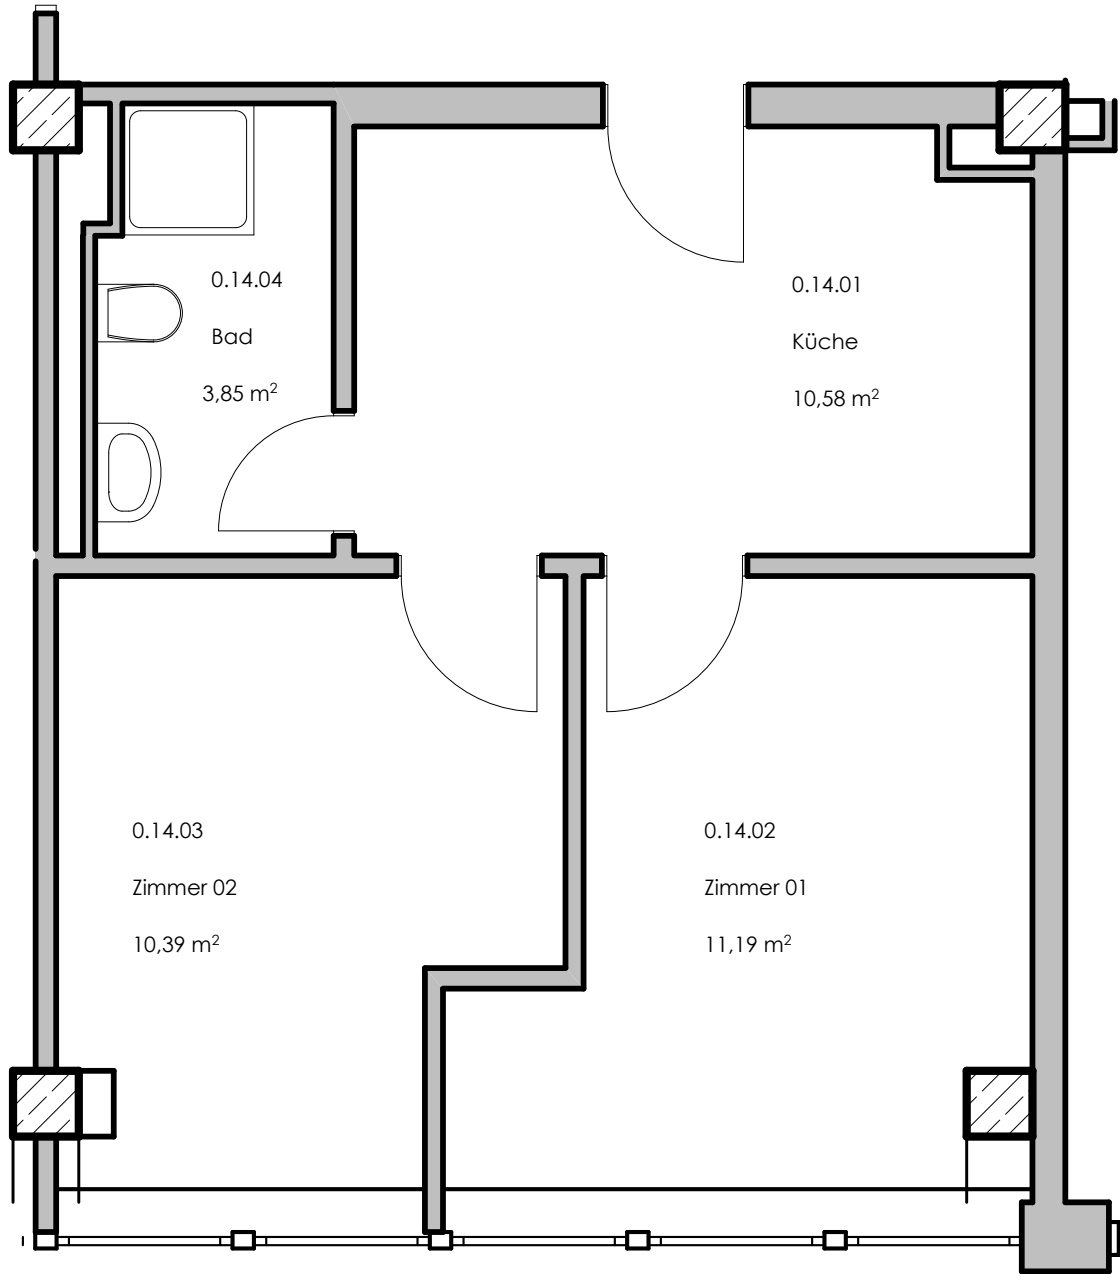 0.14.04
Bad
3,85 m²
0.14.01
Küche
10,58 m²
0.14.03
Zimmer 02
10,39 m²
0.14.02
Zimmer 01
11,19 m²